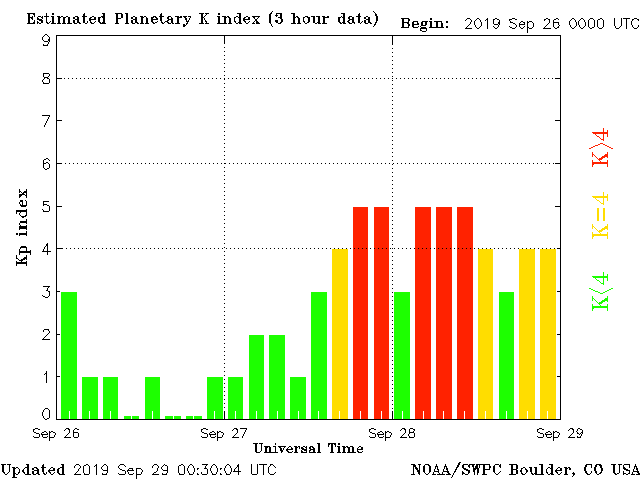 Estimated Planetary K index (3 hour data)
Begin: 2019 Sep 26 0000 UTC
9
8
7
6
5
4
3
2
1
0
Kp index
K<4 K=4 K>4
Sep 26 Sep 27 Sep 28 Sep 29
Universal Time
Updated 2019 Sep 29 00:30:04 UTC
NOAA/SWPC Boulder, CO USA